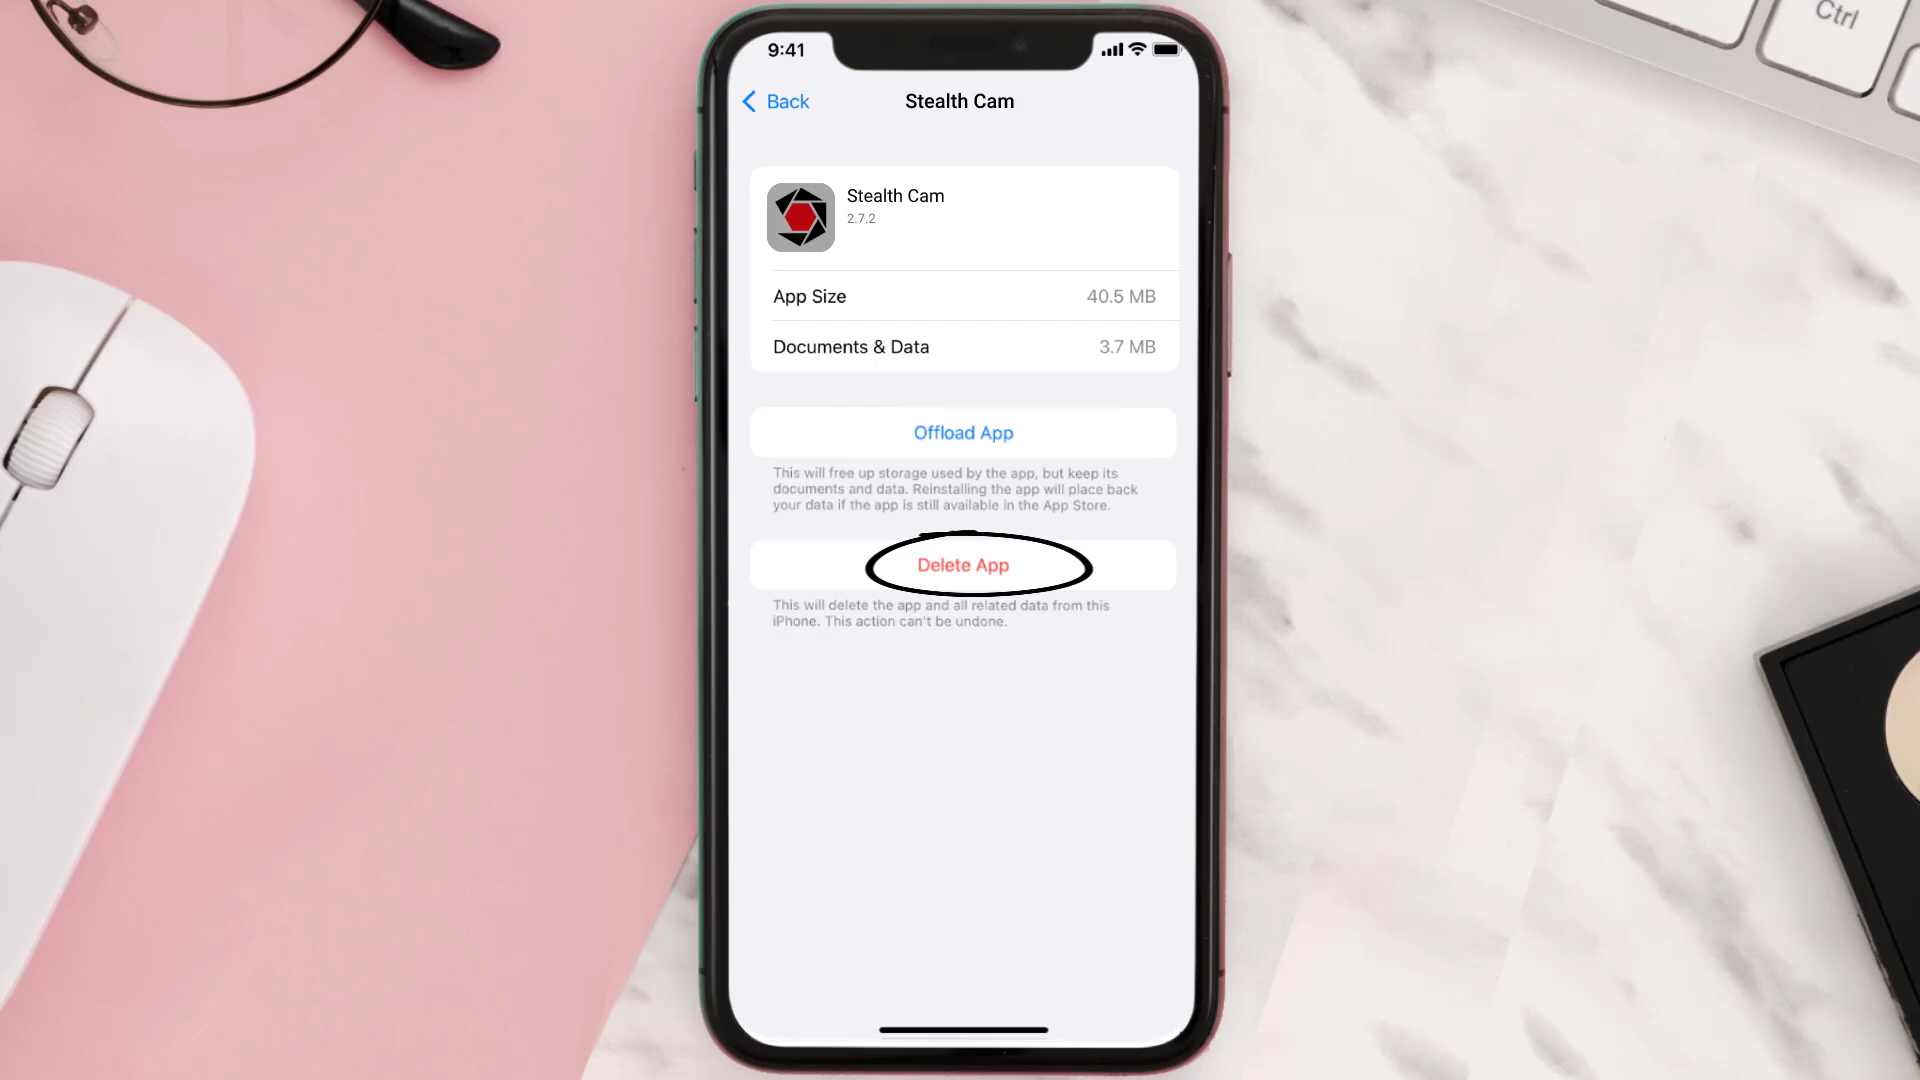 Ctrl
9:41
Back
Stealth Cam
Stealth Cam
2.7.2
App Size 40.5 MB
Documents & Data 3.7 MB
Offload App
This will free up storage used by the app, but keep its
documents and data. Reinstalling the app will place back
your data if the app is still available in the App Store.
Delete App
This will delete the app and all related data from this
iPhone. This action can't be undone.